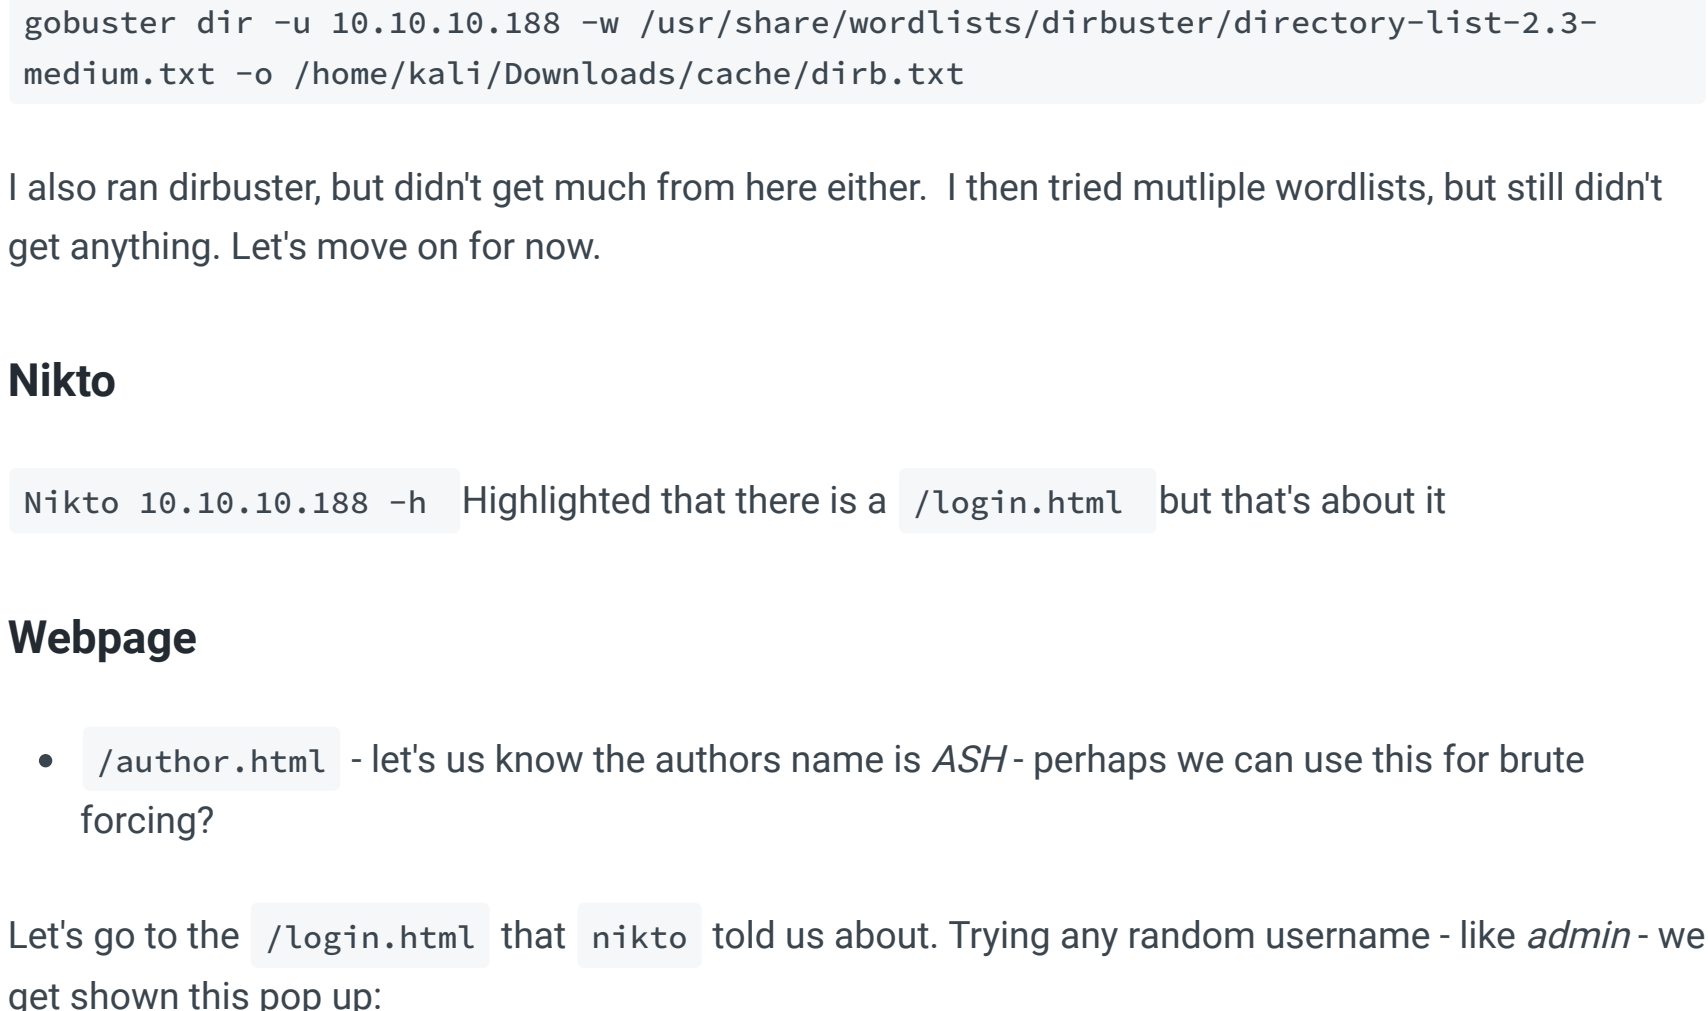 gobuster dir -u 10.10.10.188 -w /usr/share/wordlists/dirbuster/directory-list-2.3-
medium.txt -o /home/kali/Downloads/cache/dirb.txt
I also ran dirbuster, but didn't get much from here either.  I then tried mutliple wordlists, but still didn't
get anything. Let's move on for now.
Nikto
Nikto 10.10.10.188 -h Highlighted that there is a /login.html but that's about it
Webpage
• /author.html - let's us know the authors name is ASH - perhaps we can use this for brute
forcing?
Let's go to the /login.html that nikto told us about. Trying any random username - like admin - we
get shown this pop up: